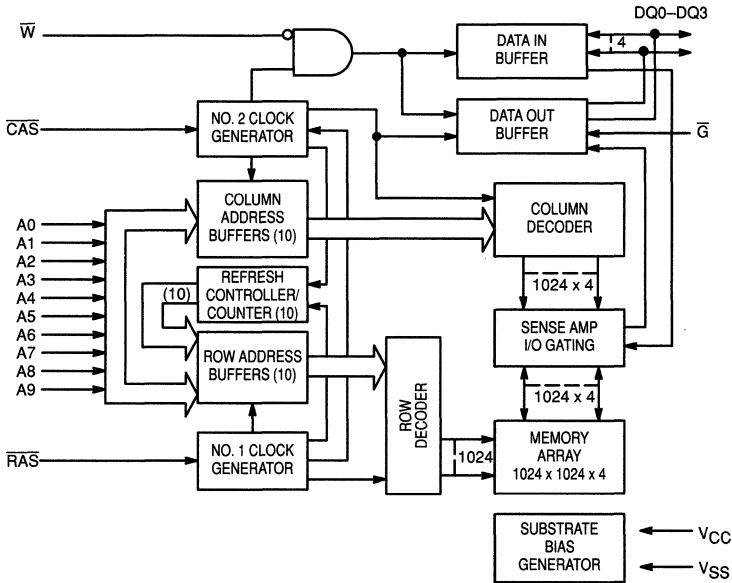 DQ0–DQ3
W̅
4
DATA IN
BUFFER
NO. 2 CLOCK
GENERATOR
C̅A̅S̅
DATA OUT
BUFFER
G̅
COLUMN
ADDRESS
BUFFERS (10)
COLUMN
DECODER
A0
A1
A2
A3
A4
A5
A6
A7
A8
A9
(10)
REFRESH
CONTROLLER/
COUNTER (10)
1024 x 4
SENSE AMP
I/O GATING
ROW ADDRESS
BUFFERS (10)
ROW
DECODER
1024 x 4
R̅A̅S̅
NO. 1 CLOCK
GENERATOR
1024
MEMORY
ARRAY
1024 x 1024 x 4
SUBSTRATE
BIAS
GENERATOR
VCC
VSS